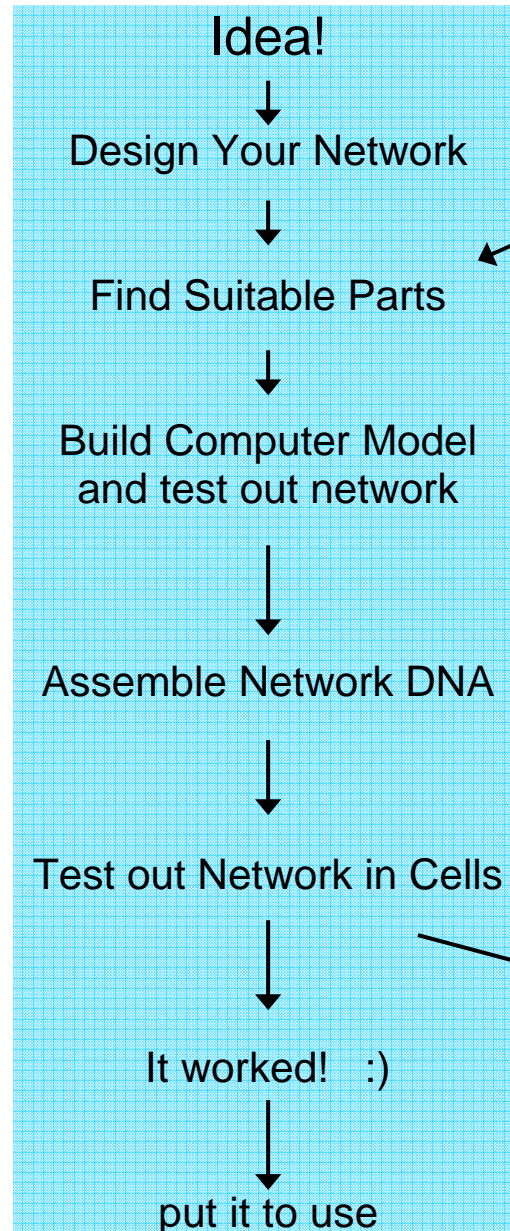 Idea!
Design Your Network
Find Suitable Parts
Build Computer Model
and test out network
Assemble Network DNA
Test out Network in Cells
It worked! :)
put it to use